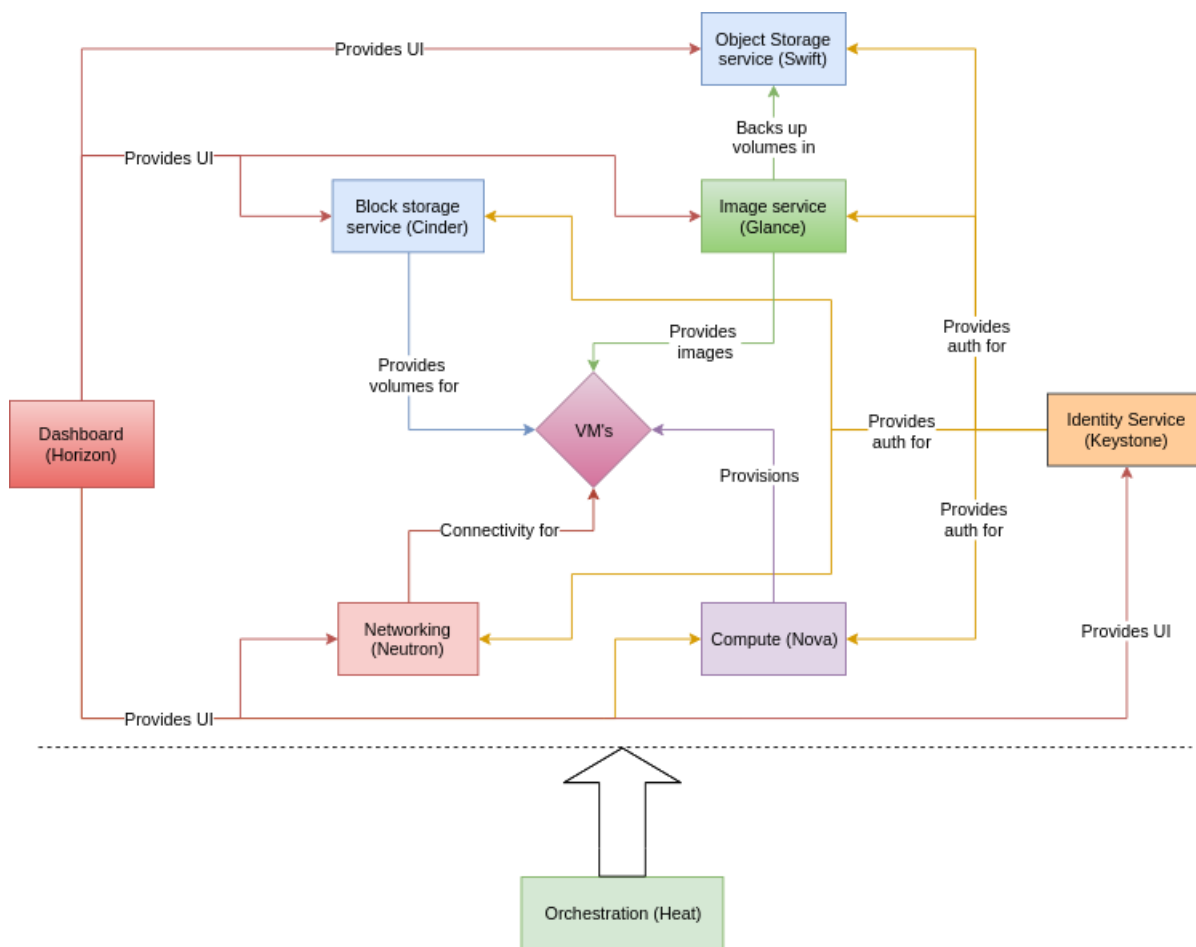 Object Storage
service (Swift)
Provides UI
Backs up
volumes in
Provides UI
Block storage
service (Cinder)
Image service
(Glance)
Provides
images
Provides
auth for
Provides
volumes for
Dashboard
(Horizon)
VM's
Provides
auth for
Identity Service
(Keystone)
Provisions
Connectivity for
Provides
auth for
Networking
(Neutron)
Compute (Nova)
Provides UI
Provides UI
Orchestration (Heat)